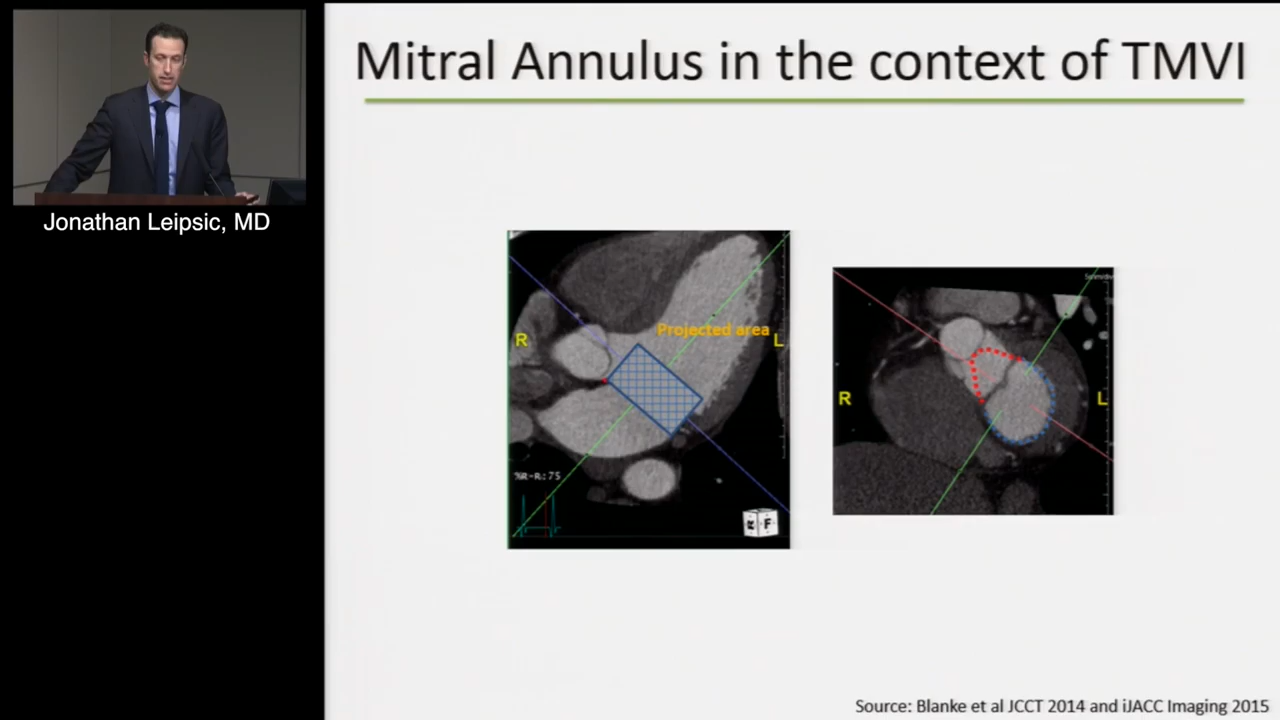 Mitral Annulus in the context of TMVI
Jonathan Leipsic, MD
R
Projected area
L
%R-R: 75
F
R
L
Source: Blanke et al JCCT 2014 and iJACC Imaging 2015